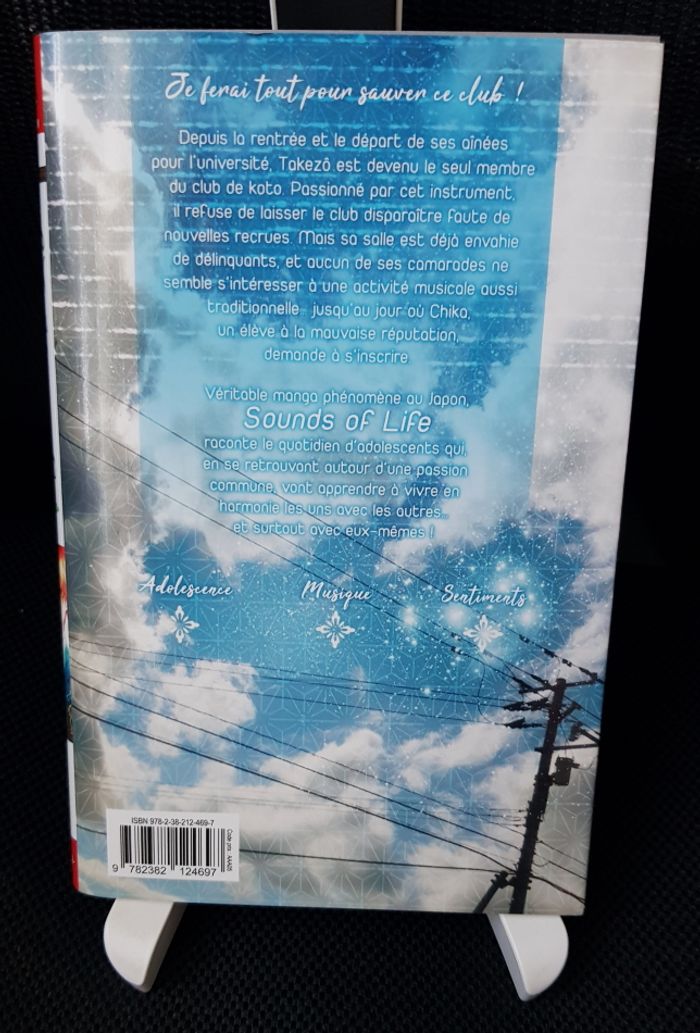 Je ferai tout pour sauver ce club !
Depuis la rentrée et le départ de ses aînées
pour l'université, Takezô est devenu le seul membre
du club de koto. Passionné par cet instrument,
il refuse de laisser le club disparaître faute de
nouvelles recrues. Mais sa salle est déjà envahie
de délinquants, et aucun de ses camarades ne
semble s'intéresser à une activité musicale aussi
traditionnelle... jusqu'au jour où Chika,
un élève à la mauvaise réputation,
demande à s'inscrire.
Véritable manga phénomène au Japon,
Sounds of Life
raconte le quotidien d'adolescents qui,
en se retrouvant autour d'une passion
commune, vont apprendre à vivre en
harmonie les uns avec les autres...
et surtout avec eux-mêmes !
Adolescence
Musique
Sentiments
ISBN 978-2-38-212-469-7
9 782382 124697
Code prix : AAA05